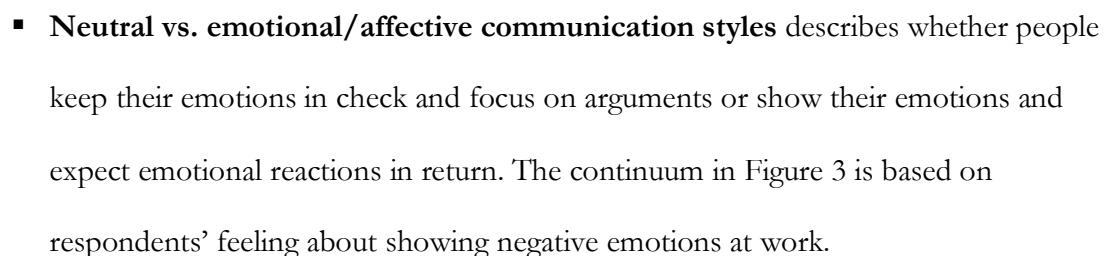 ▪ Neutral vs. emotional/affective communication styles describes whether people
keep their emotions in check and focus on arguments or show their emotions and
expect emotional reactions in return. The continuum in Figure 3 is based on
respondents’ feeling about showing negative emotions at work.